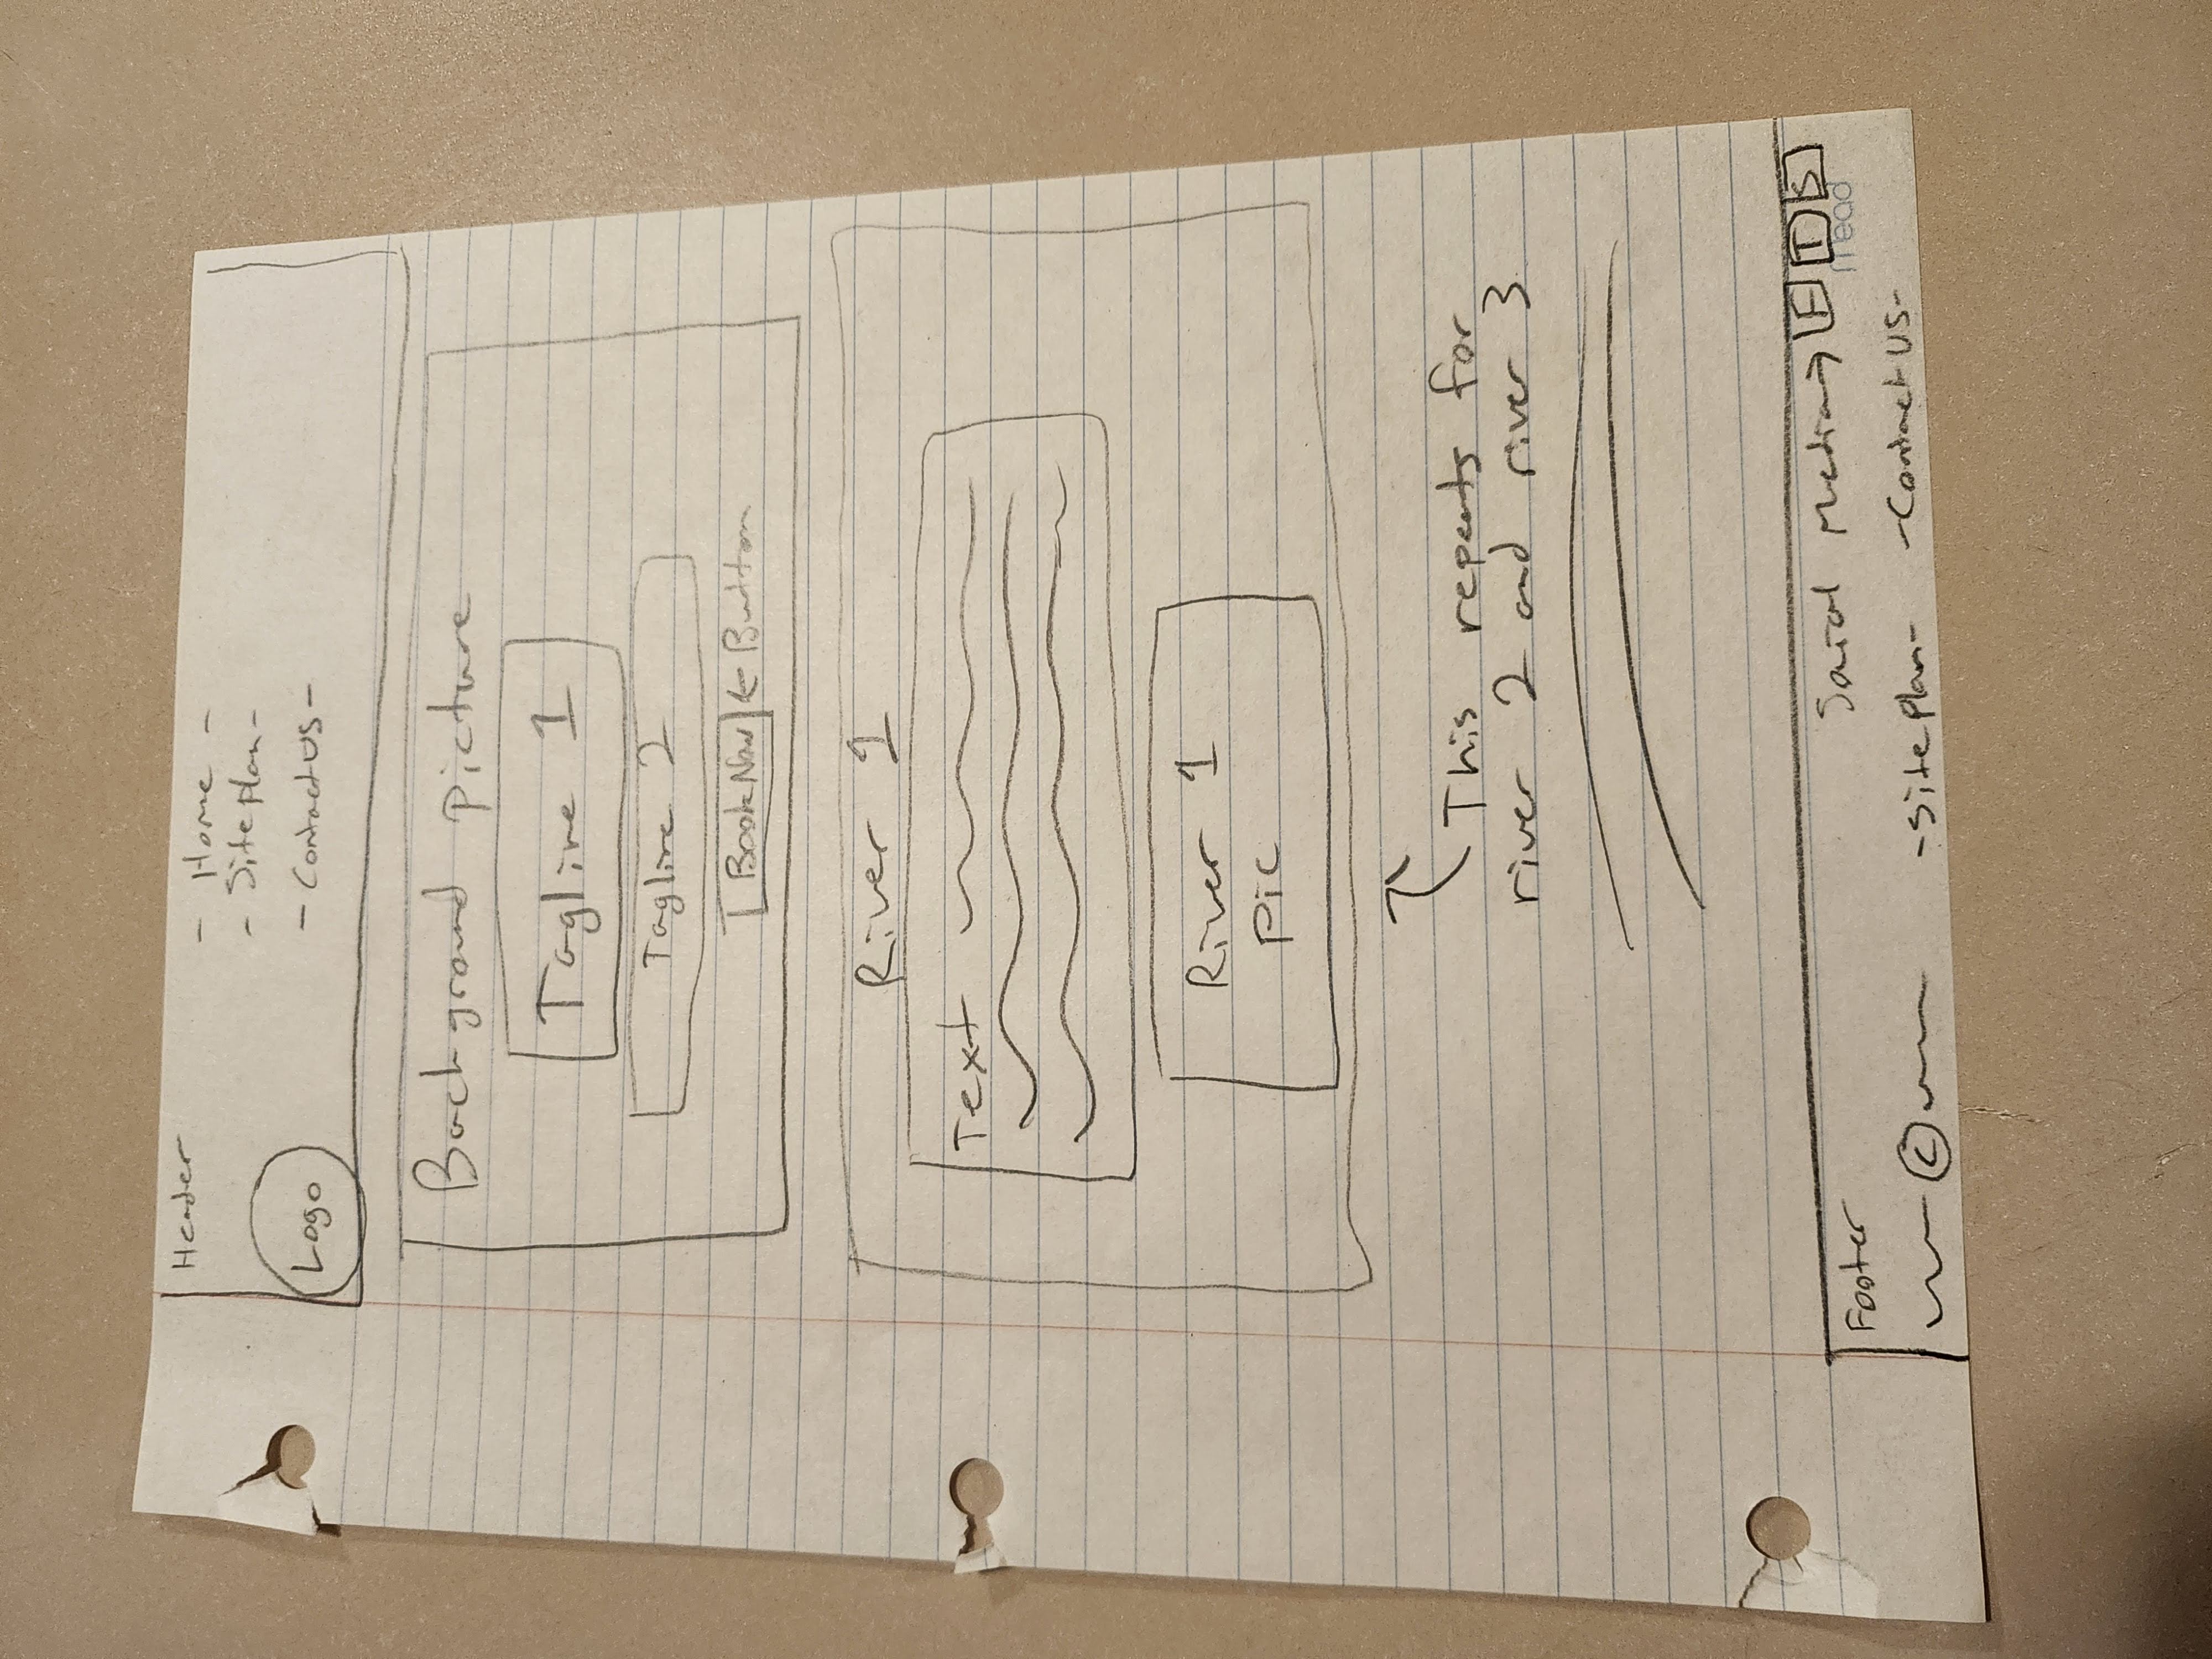 Header
- Home -
- Site Plan -
Logo
- Contact US -
Background picture
Tagline 1
Tagline 2
Book Now ← Button
River 1
Text
River 1
Pic
This repeats for
river 2 and river 3
Social Media → F I S
mead
Footer
© -Site Plan- -Contact US-